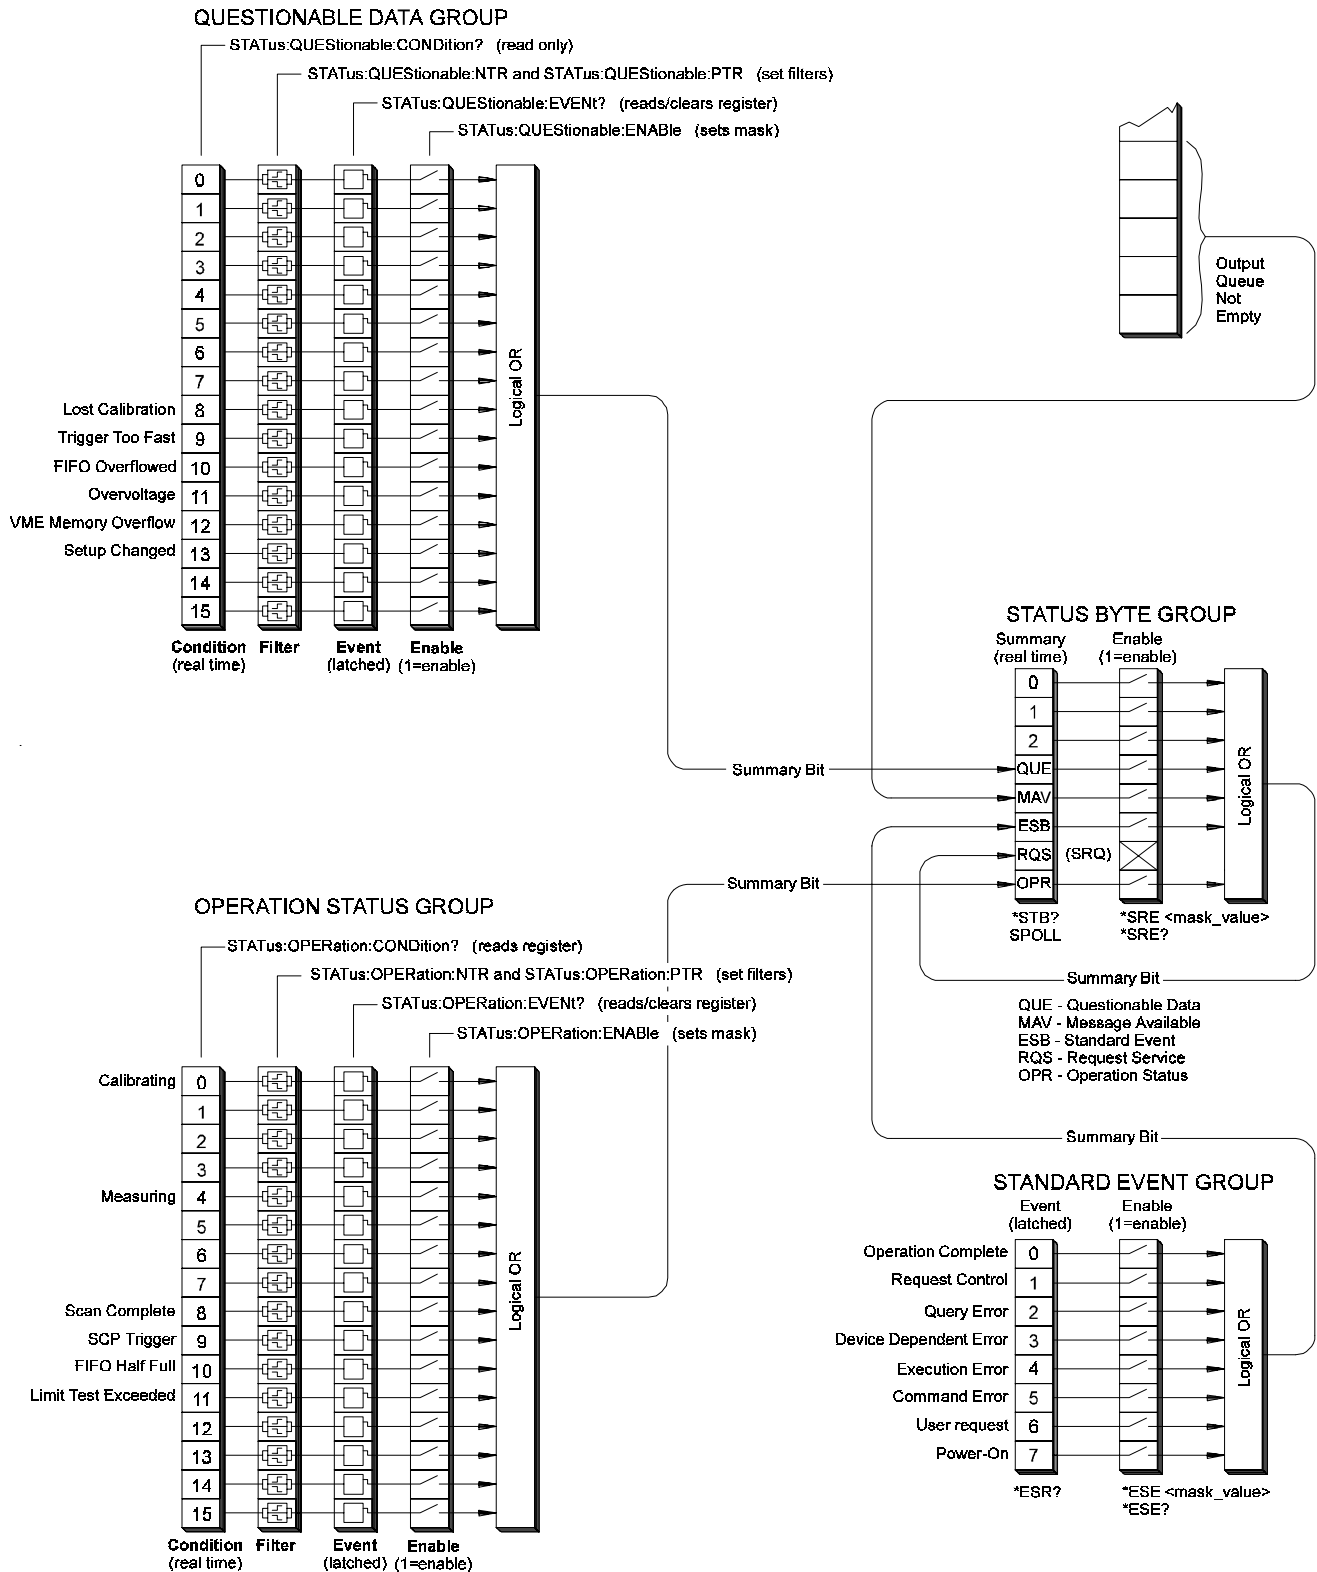 QUESTIONABLE DATA GROUP
STATus:QUEStionable:CONDition? (read only)
STATus:QUEStionable:NTR and STATus:QUEStionable:PTR (set filters)
STATus:QUEStionable:EVENt? (reads/clears register)
STATus:QUEStionable:ENABle (sets mask)
0
1
2
3
4
5
6
7
Lost Calibration 8
Trigger Too Fast 9
FIFO Overflowed 10
Overvoltage 11
VME Memory Overflow 12
Setup Changed 13
14
15
Logical OR
Condition Filter Event Enable
(real time) (latched) (1=enable)
Output
Queue
Not
Empty
Summary Bit
STATUS BYTE GROUP
Summary Enable
(real time) (1=enable)
0
1
2
QUE
MAV
ESB
RQS (SRQ)
OPR
Logical OR
*STB? *SRE <mask_value>
SPOLL *SRE?
Summary Bit
Summary Bit
QUE - Questionable Data
MAV - Message Available
ESB - Standard Event
RQS - Request Service
OPR - Operation Status
OPERATION STATUS GROUP
STATus:OPERation:CONDition? (reads register)
STATus:OPERation:NTR and STATus:OPERation:PTR (set filters)
STATus:OPERation:EVENt? (reads/clears register)
STATus:OPERation:ENABle (sets mask)
Calibrating 0
1
2
3
Measuring 4
5
6
7
Scan Complete 8
SCP Trigger 9
FIFO Half Full 10
Limit Test Exceeded 11
12
13
14
15
Logical OR
Condition Filter Event Enable
(real time) (latched) (1=enable)
Summary Bit
STANDARD EVENT GROUP
Event Enable
(latched) (1=enable)
Operation Complete 0
Request Control 1
Query Error 2
Device Dependent Error 3
Execution Error 4
Command Error 5
User request 6
Power-On 7
Logical OR
*ESR? *ESE <mask_value>
*ESE?